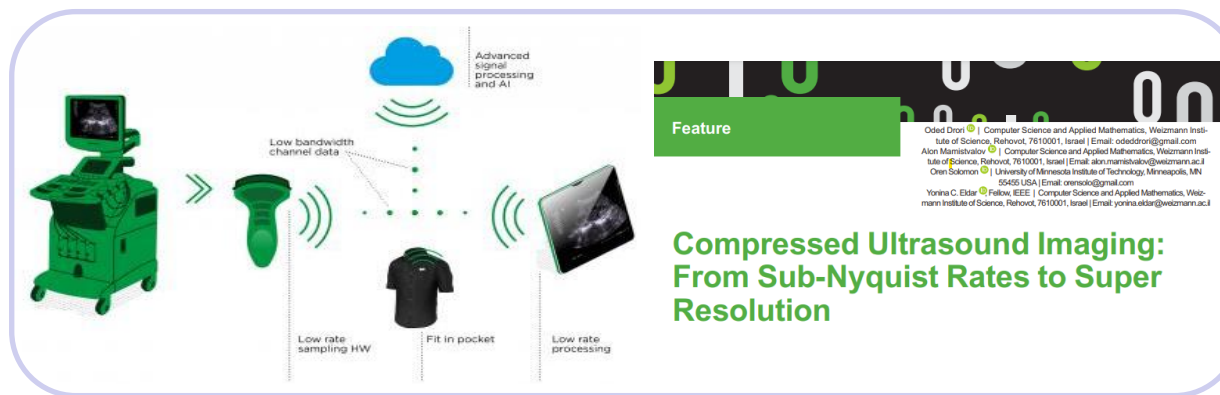 Advanced
signal
processing
and AI
Low bandwidth
channel data
Low rate
sampling HW
Fit in pocket
Low rate
processing
Feature
Oded Drori | Computer Science and Applied Mathematics, Weizmann Insti-
tute of Science, Rehovot, 7610001, Israel | Email: odeddrori@gmail.com
Alon Mamistvalov | Computer Science and Applied Mathematics, Weizmann Insti-
tute of Science, Rehovot, 7610001, Israel | Email: alon.mamistvalov@weizmann.ac.il
Oren Solomon | University of Minnesota Institute of Technology, Minneapolis, MN
55455 USA | Email: orensolo@gmail.com
Yonina C. Eldar , Fellow, IEEE | Computer Science and Applied Mathematics, Weiz-
mann Institute of Science, Rehovot, 7610001, Israel | Email: yonina.eldar@weizmann.ac.il
Compressed Ultrasound Imaging:
From Sub-Nyquist Rates to Super
Resolution